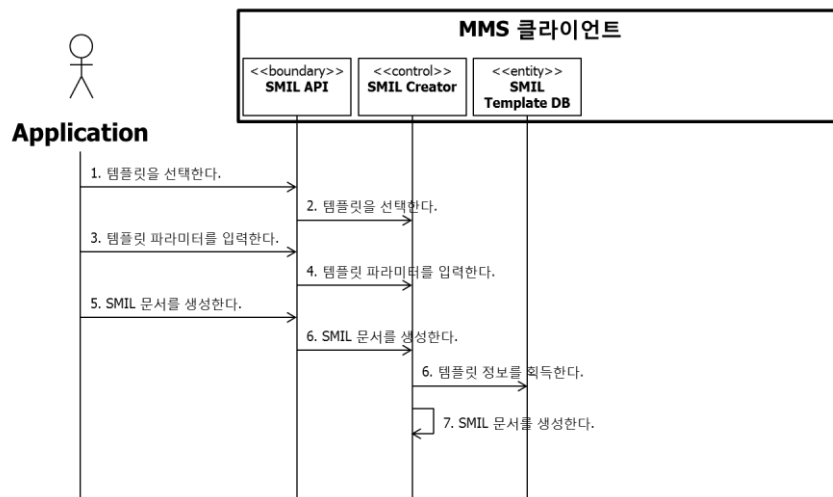 MMS 클라이언트
<<boundary>>
SMIL API
<<control>>
SMIL Creator
<<entity>>
SMIL
Template DB
Application
1. 템플릿을 선택한다.
2. 템플릿을 선택한다.
3. 템플릿 파라미터를 입력한다.
4. 템플릿 파라미터를 입력한다.
5. SMIL 문서를 생성한다.
6. SMIL 문서를 생성한다.
6. 템플릿 정보를 획득한다.
7. SMIL 문서를 생성한다.